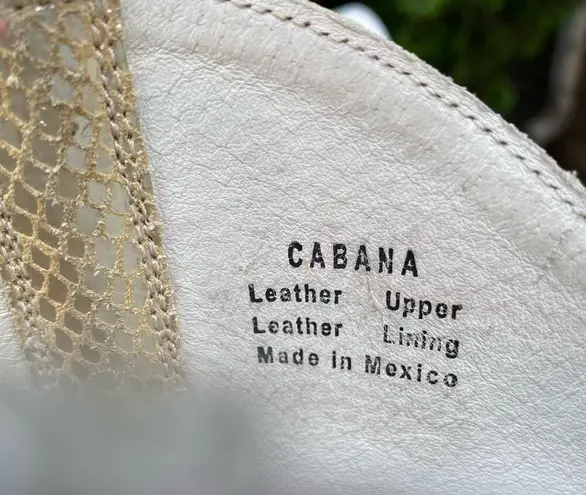 CABANA
Leather Upper
Leather Lining
Made in Mexico